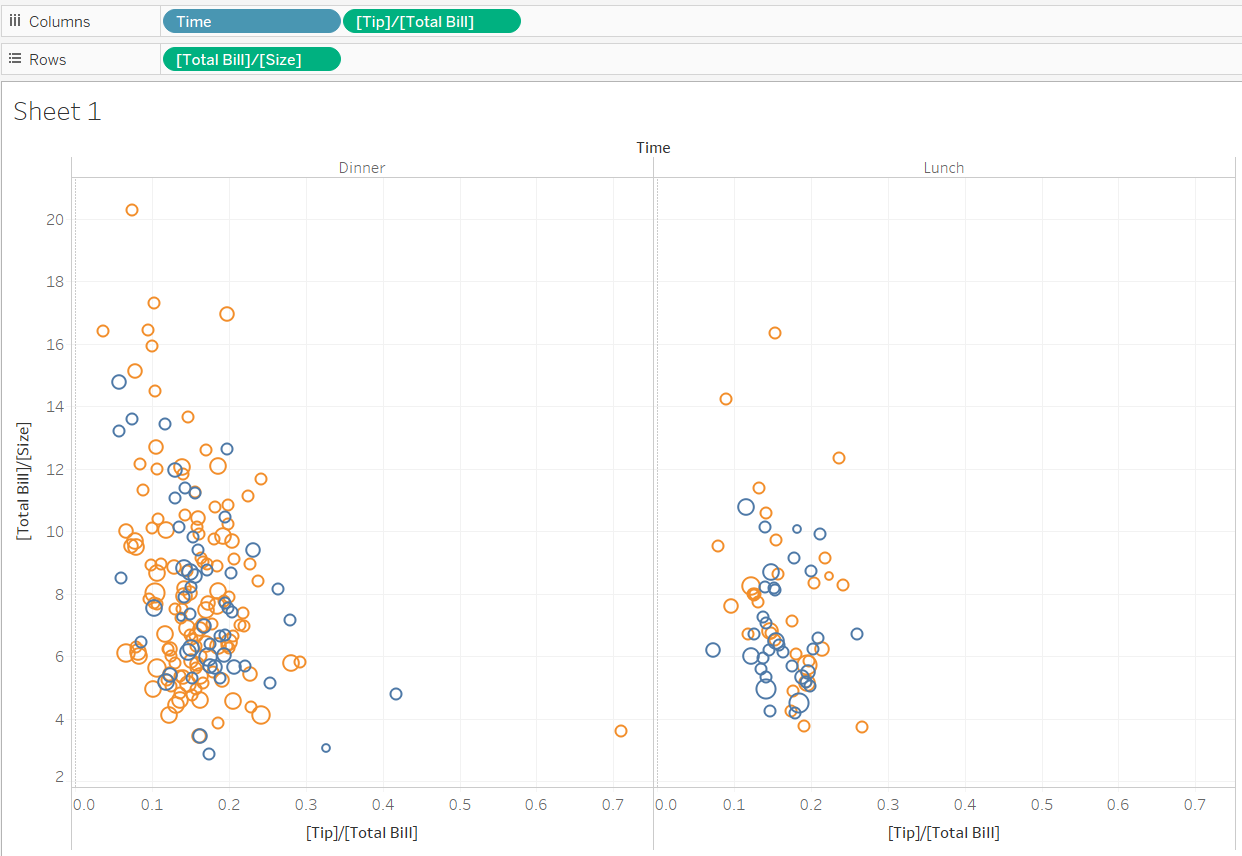 Columns Time [Tip]/[Total Bill]
Rows [Total Bill]/[Size]
Sheet 1
Time
Dinner Lunch
20
18
16
14
12
10
8
6
4
2
[Total Bill]/[Size]
0.0 0.1 0.2 0.3 0.4 0.5 0.6 0.7 0.0 0.1 0.2 0.3 0.4 0.5 0.6 0.7
[Tip]/[Total Bill] [Tip]/[Total Bill]